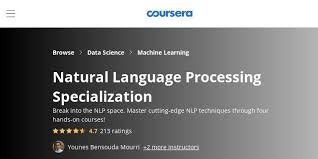 coursera
Browse > Data Science > Machine Learning
Natural Language Processing
Specialization
Break into the NLP space. Master cutting-edge NLP techniques through four
hands-on courses!
4.7 213 ratings
Younes Bensouda Mourri +2 more instructors